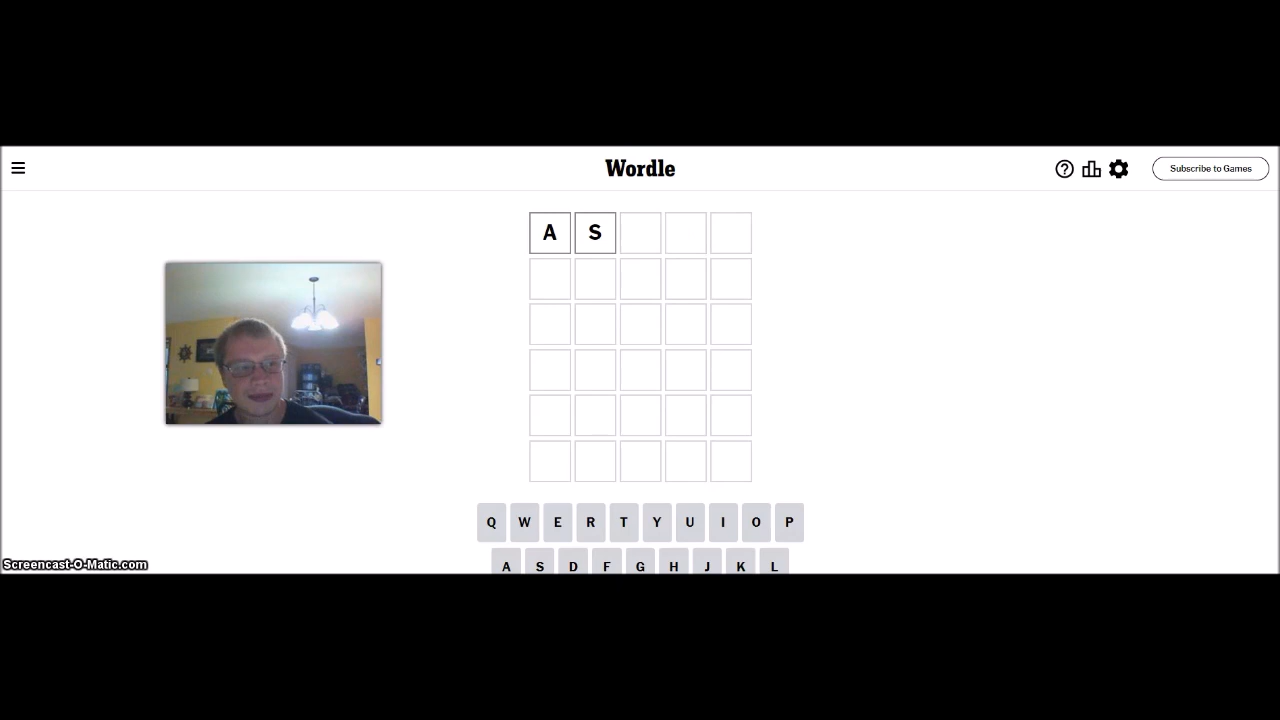 Wordle
Subscribe to Games
A S
Q W E R T Y U I O P
A S D F G H J K L
Screencast-O-Matic.com